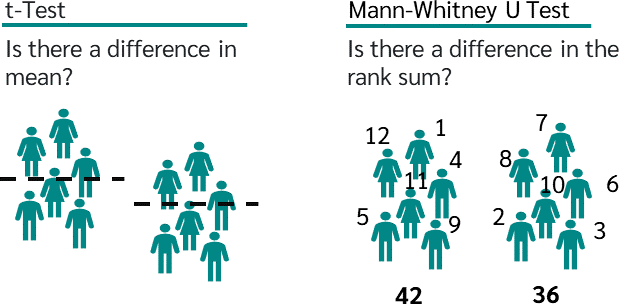 t-Test
Is there a difference in
mean?
Mann-Whitney U Test
Is there a difference in the
rank sum?
1
12
4
11
5
9
42
7
8
6
10
2
3
36